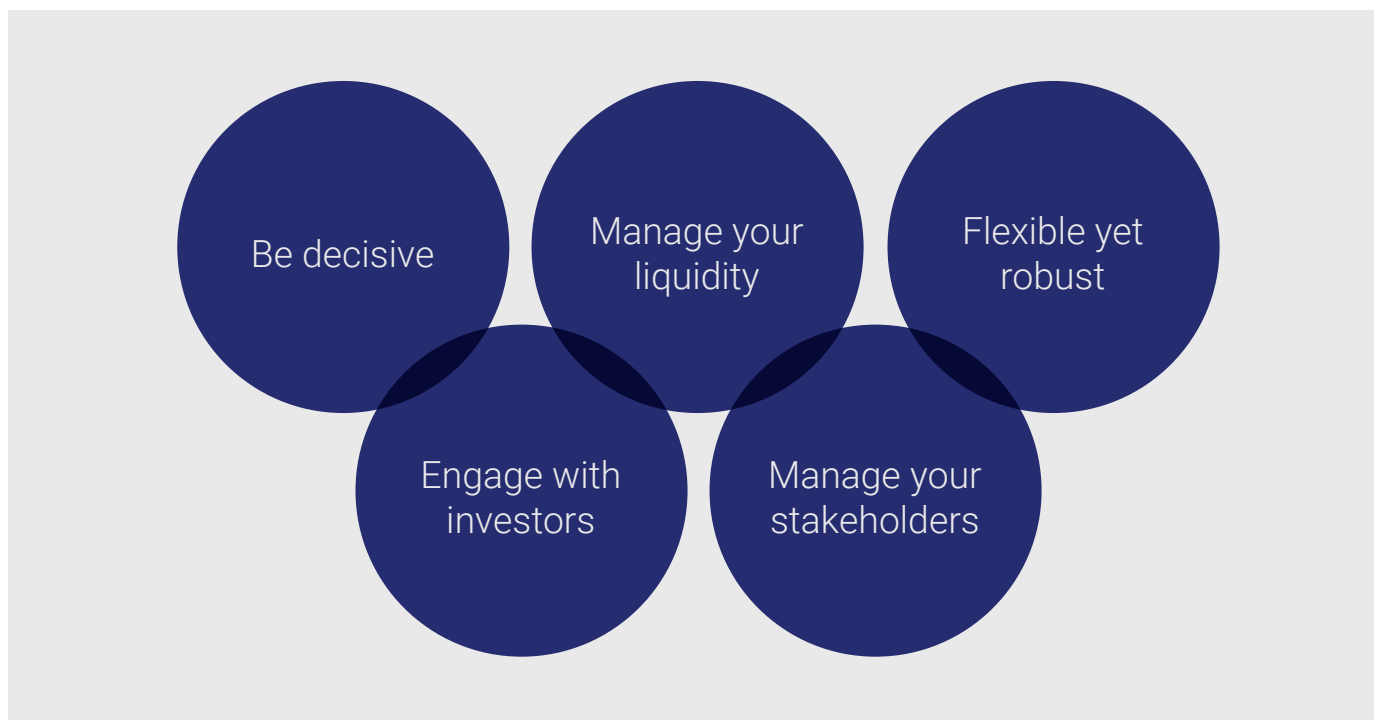 Be decisive
Manage your
liquidity
Flexible yet
robust
Engage with
investors
Manage your
stakeholders